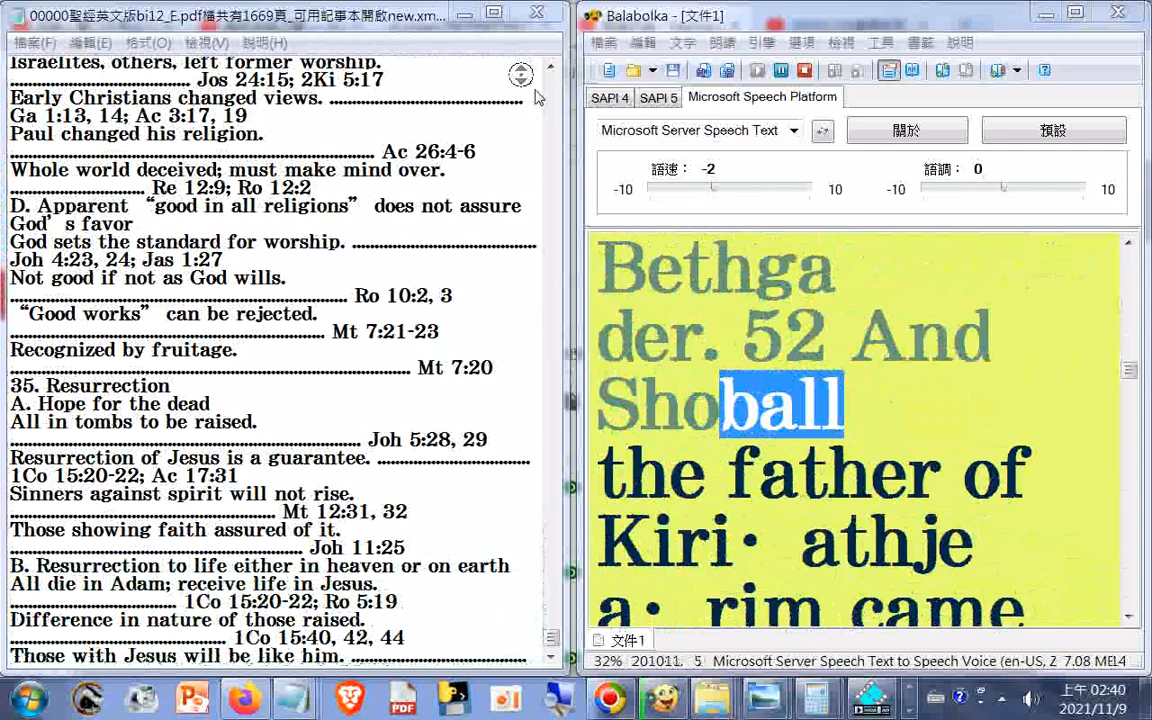 00000聖經英文版bi12_E.pdf檔共有1669頁_可用記事本開啟new.xm...
檔案(F) 編輯(E) 格式(O) 檢視(V) 說明(H)
Israelites, others, left former worship.
Jos 24:15; 2Ki 5:17
Early Christians changed views.
Ga 1:13, 14; Ac 3:17, 19
Paul changed his religion.
Ac 26:4-6
Whole world deceived; must make mind over.
Re 12:9; Ro 12:2
D. Apparent “good in all religions” does not assure
God’s favor
God sets the standard for worship.
Joh 4:23, 24; Jas 1:27
Not good if not as God wills.
Ro 10:2, 3
“Good works” can be rejected.
Mt 7:21-23
Recognized by fruitage.
Mt 7:20
35. Resurrection
A. Hope for the dead
All in tombs to be raised.
Joh 5:28, 29
Resurrection of Jesus is a guarantee.
1Co 15:20-22; Ac 17:31
Sinners against spirit will not rise.
Mt 12:31, 32
Those showing faith assured of it.
Joh 11:25
B. Resurrection to life either in heaven or on earth
All die in Adam; receive life in Jesus.
1Co 15:20-22; Ro 5:19
Difference in nature of those raised.
1Co 15:40, 42, 44
Those with Jesus will be like him.
Balabolka - [文件1]
檔案 編輯 文字 朗讀 引擎 選項 檢視 工具 書籤 說明
SAPI 4 SAPI 5 Microsoft Speech Platform
Microsoft Server Speech Text 關於 預設
語速： -2 語調： 0
-10 10 -10 10
Bethga
der. 52 And
Shoball
the father of
Kiri· athje
a· rim came
文件1
32% 201011. 5 Microsoft Server Speech Text to Speech Voice (en-US, Z 7.08 ME14
PDF
上午 02:40
2021/11/9